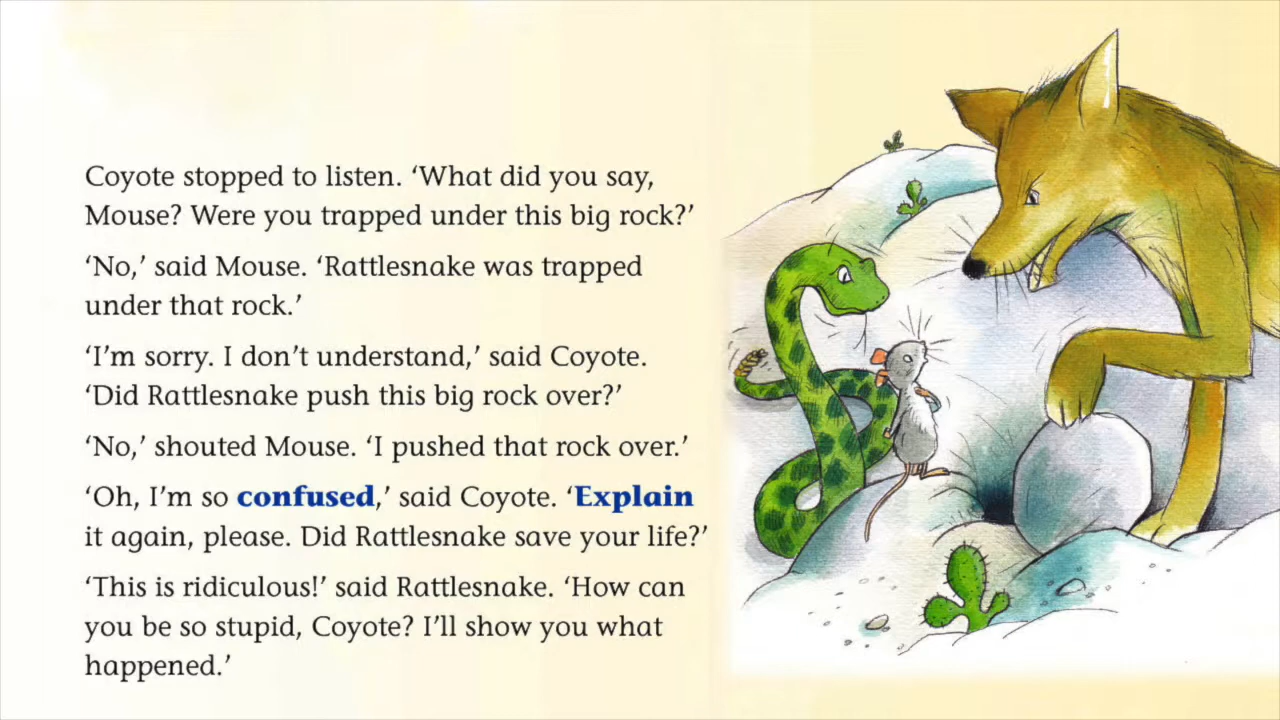 Coyote stopped to listen. ‘What did you say,
Mouse? Were you trapped under this big rock?’
‘No,’ said Mouse. ‘Rattlesnake was trapped
under that rock.’
‘I’m sorry. I don’t understand,’ said Coyote.
‘Did Rattlesnake push this big rock over?’
‘No,’ shouted Mouse. ‘I pushed that rock over.’
‘Oh, I’m so confused,’ said Coyote. ‘Explain
it again, please. Did Rattlesnake save your life?’
‘This is ridiculous!’ said Rattlesnake. ‘How can
you be so stupid, Coyote? I’ll show you what
happened.’